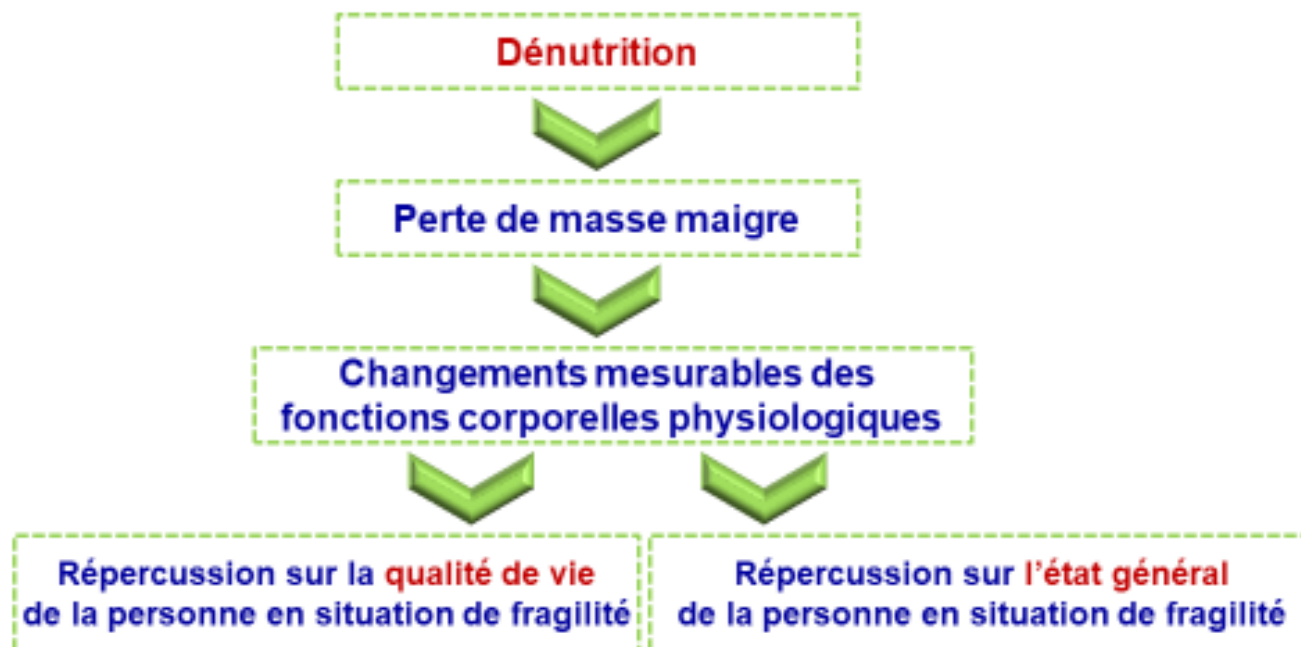 Dénutrition
Perte de masse maigre
Changements mesurables des
fonctions corporelles physiologiques
Répercussion sur la qualité de vie
de la personne en situation de fragilité
Répercussion sur l'état général
de la personne en situation de fragilité